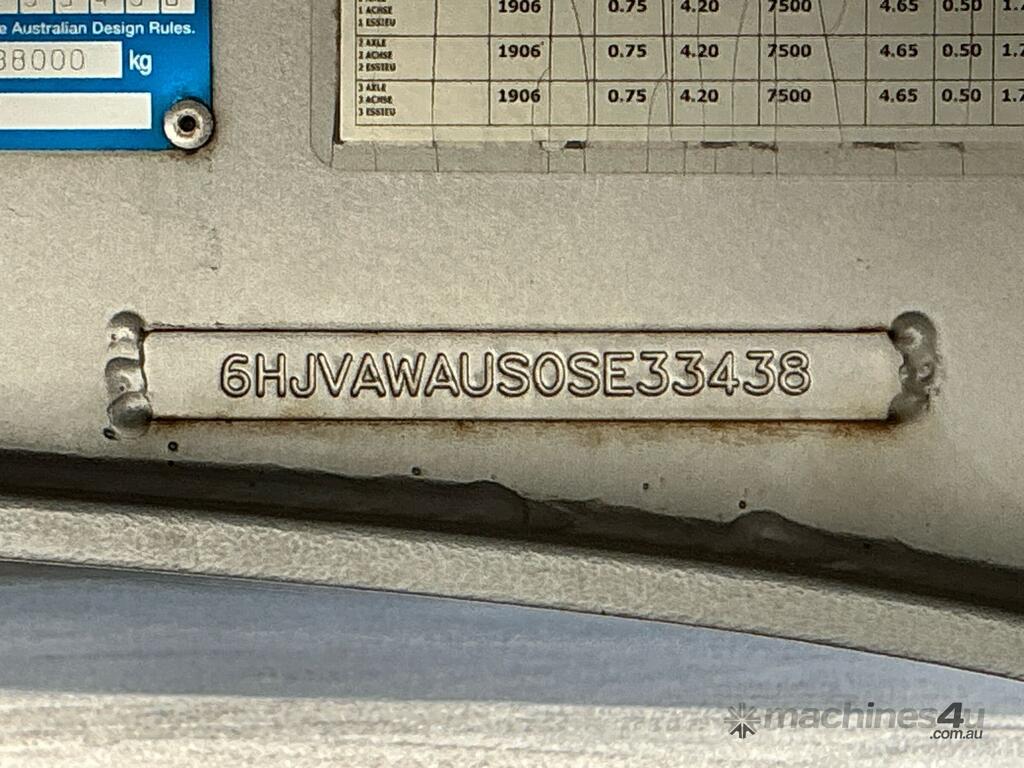 e Australian Design Rules.
38000 kg
1 ACHSE 1906 0.75 4.20 7500 4.65 0.50
1 ESSIEU
2 AXLE
2 ACHSE 1906 0.75 4.20 7500 4.65 0.50
2 ESSIEU
3 AXLE
3 ACHSE 1906 0.75 4.20 7500 4.65 0.50
3 ESSIEU
6HJVAWAUS0SE33438
machines4u
.com.au